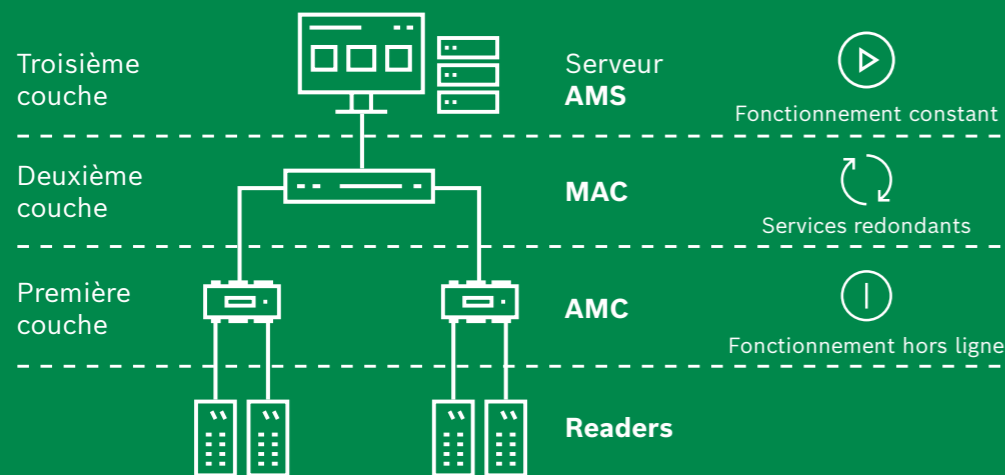 Troisième
couche
Serveur
AMS
Fonctionnement constant
Deuxième
couche
MAC
Services redondants
Première
couche
AMC
Fonctionnement hors ligne
Readers